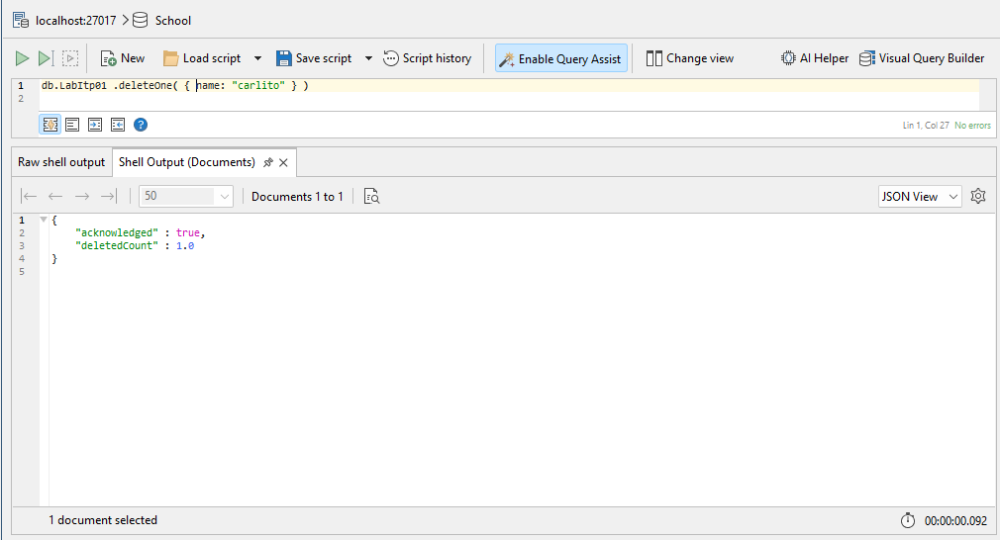 localhost:27017 School
New Load script Save script Script history Enable Query Assist Change view AI Helper Visual Query Builder
1 db.LabItp01 .deleteOne( { name: "carlito" } )
2
? Lin 1, Col 27 No errors
Raw shell output Shell Output (Documents)
50 Documents 1 to 1 JSON View
1 {
2 "acknowledged" : true,
3 "deletedCount" : 1.0
4 }
5
1 document selected 00:00:00.092